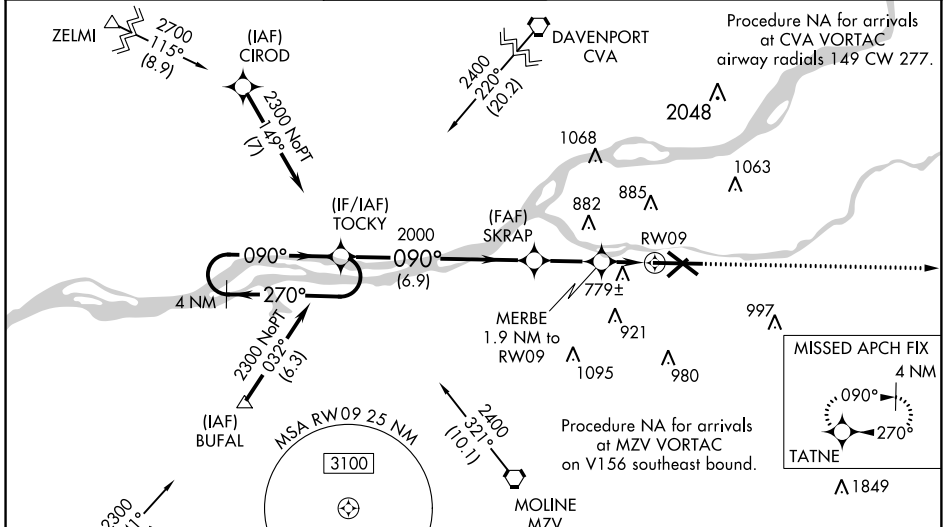 ZELMI
2700
115°
(8.9)
(IAF)
CIROD
2300 NoPT
149°
(7)
DAVENPORT
CVA
2400
220°
(20.2)
Procedure NA for arrivals
at CVA VORTAC
airway radials 149 CW 277.
2048
1068
1063
882
885
(IF/IAF)
TOCKY
2000
090°
(6.9)
(FAF)
SKRAP
RW09
090°
270°
4 NM
779±
MERBE
1.9 NM to
RW09
921
1095
980
997
2300 NoPT
032°
(6.3)
(IAF)
BUFAL
MISSED APCH FIX
4 NM
090°
270°
TATNE
1849
MSA RW09 25 NM
3100
2400
321°
(10.1)
MOLINE
MZV
Procedure NA for arrivals
at MZV VORTAC
on V156 southeast bound.
2300